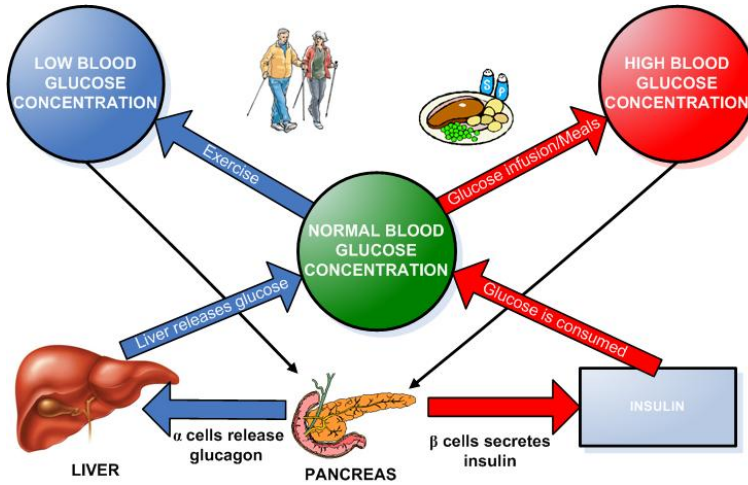 LOW BLOOD
GLUCOSE
CONCENTRATION
HIGH BLOOD
GLUCOSE
CONCENTRATION
S P
Exercise
Glucose infusion/Meals
NORMAL BLOOD
GLUCOSE
CONCENTRATION
Liver releases glucose
Glucose is consumed
INSULIN
α cells release
glucagon
β cells secretes
insulin
LIVER
PANCREAS